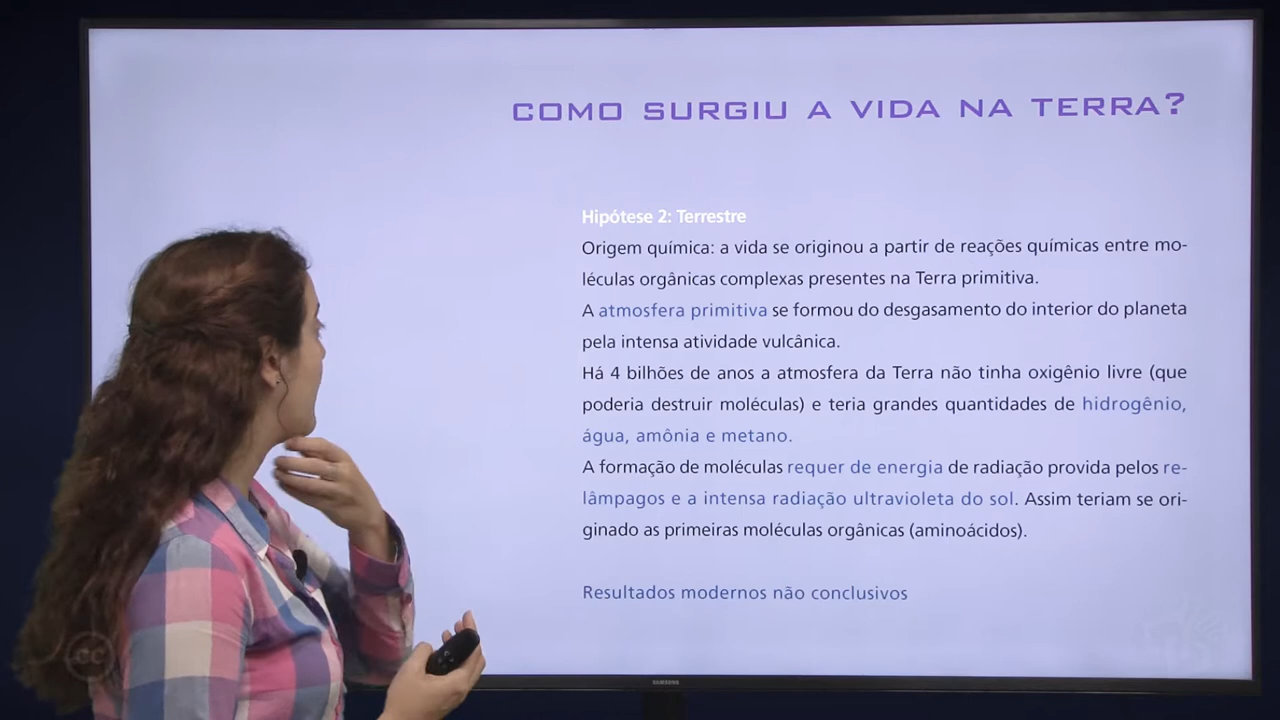 COMO SURGIU A VIDA NA TERRA?
Hipótese 2: Terrestre
Origem química: a vida se originou a partir de reações químicas entre mo-
léculas orgânicas complexas presentes na Terra primitiva.
A atmosfera primitiva se formou do desgasamento do interior do planeta
pela intensa atividade vulcânica.
Há 4 bilhões de anos a atmosfera da Terra não tinha oxigênio livre (que
poderia destruir moléculas) e teria grandes quantidades de hidrogênio,
água, amônia e metano.
A formação de moléculas requer de energia de radiação provida pelos re-
lâmpagos e a intensa radiação ultravioleta do sol. Assim teriam se ori-
ginado as primeiras moléculas orgânicas (aminoácidos).
Resultados modernos não conclusivos
cc
SAMSUNG